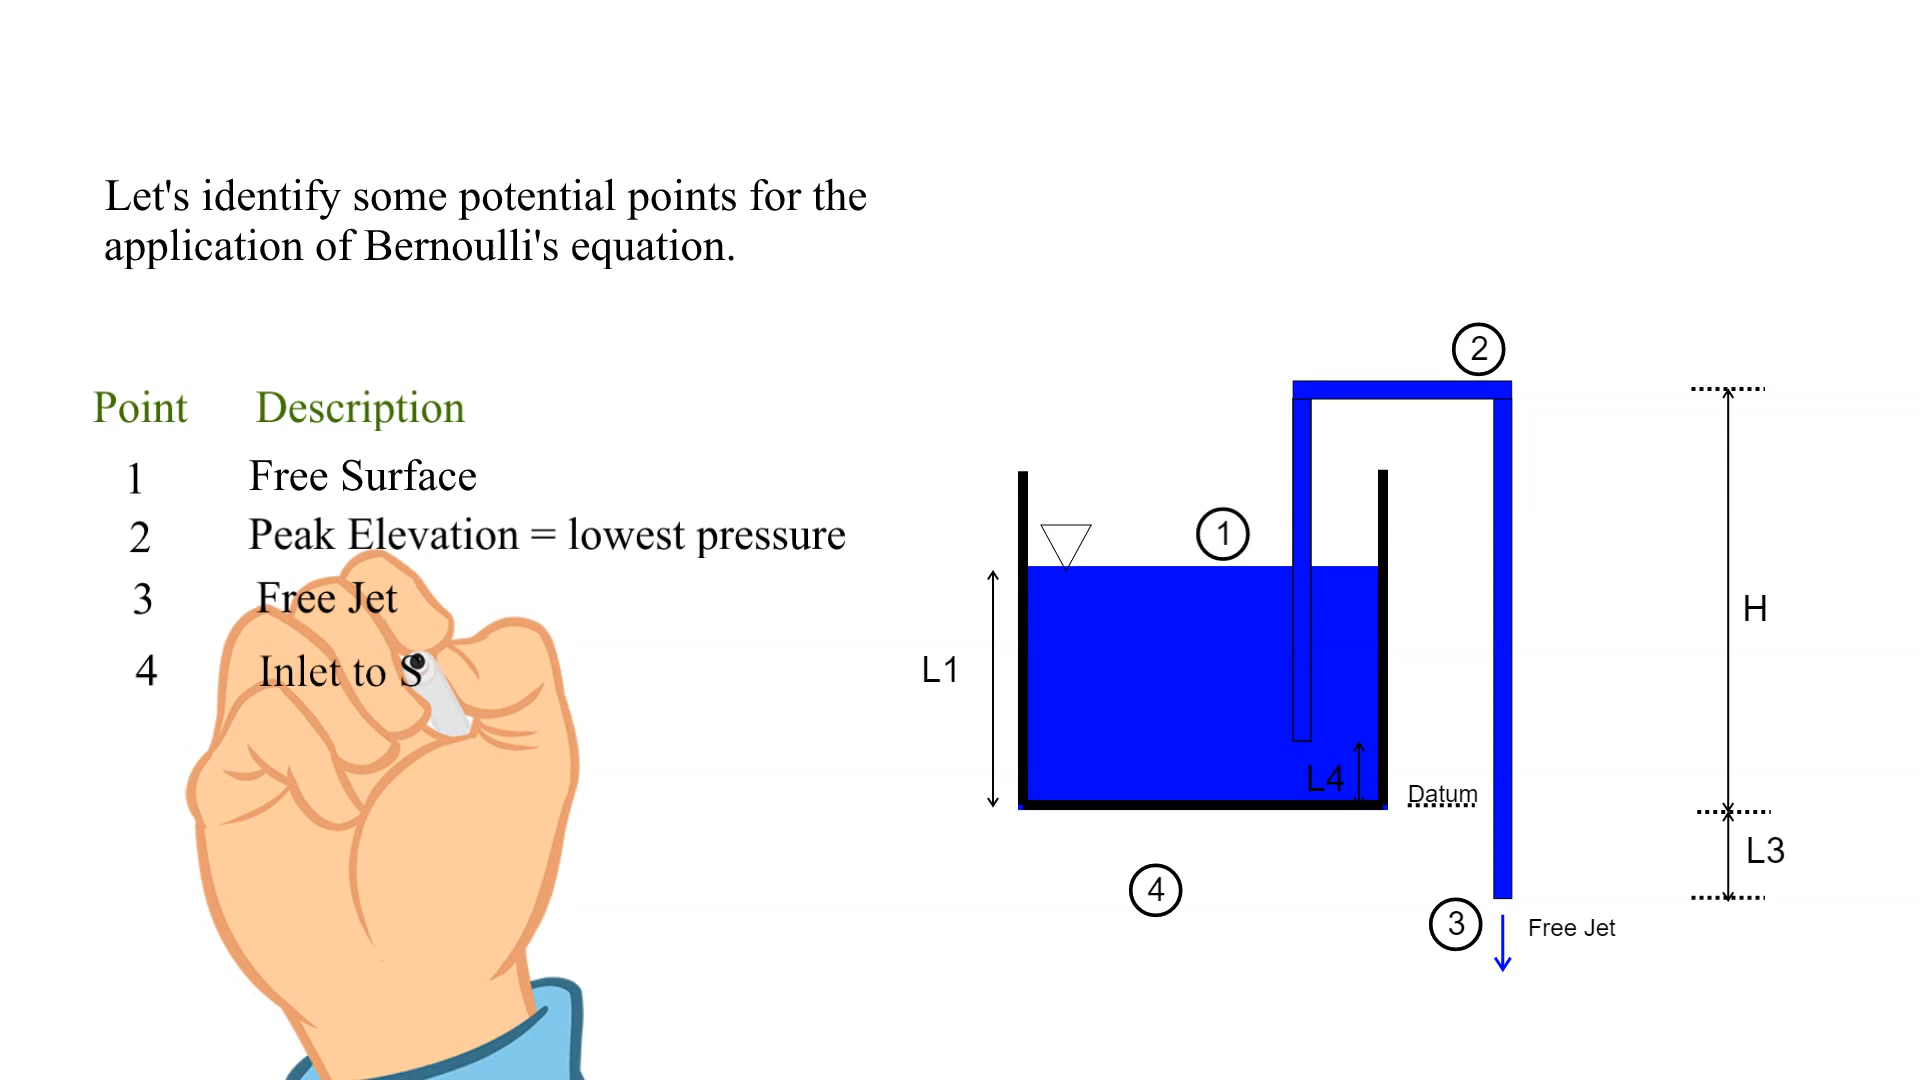 Let's identify some potential points for the
application of Bernoulli's equation.
Point Description
1 Free Surface
2 Peak Elevation = lowest pressure
3 Free Jet
4 Inlet to S
2
1
L1
H
L4
Datum
L3
4
3
Free Jet